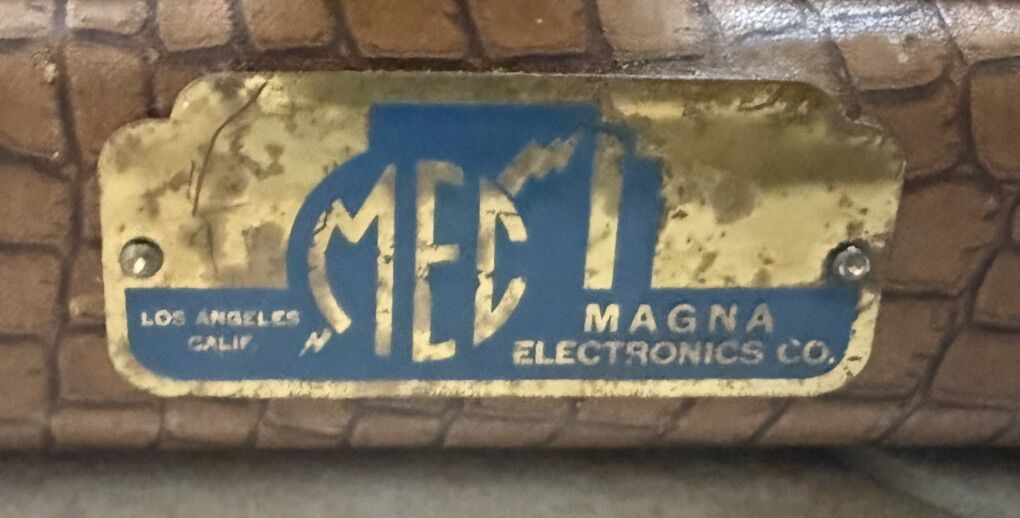 MEC
LOS ANGELES
CALIF.
MAGNA
ELECTRONICS CO.